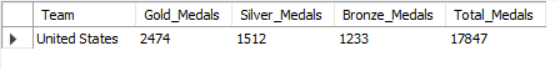 Team Gold_Medals Silver_Medals Bronze_Medals Total_Medals
United States 2474 1512 1233 17847